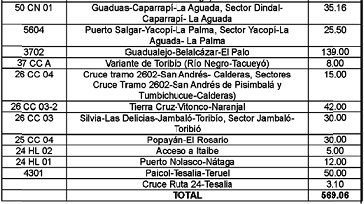 50 CN 01 Guaduas-Caparrapí-La Aguada, Sector Dindal- 35.16
Caparrapí- La Aguada
5604 Puerto Salgar-Yacopí-La Palma, Sector Yacopí-La 25.50
Aguada- La Palma
3702 Guadualejo-Belalcázar-El Palo 139.00
37 CC A Variante de Toribío (Río Negro-Tacueyó) 8.00
26 CC 04 Cruce tramo 2602-San Andrés- Calderas, Sectores 15.00
Cruce Tramo 2602-San Andrés de Pisimbalá y
Tumbichucue-Calderas)
26 CC 03-2 Tierra Cruz-Vitonco-Naranjal 42.00
26 CC 03 Silvia-Las Delicias-Jambaló-Toribío, Sector Jambaló- 30.00
Toribió
25 CC 04 Popayán-El Rosario 30.00
24 HL 02 Acceso a Itaibe 5.00
24 HL 01 Puerto Nolasco-Nátaga 12.00
4301 Paicol-Tesalia-Teruel 50.00
Cruce Ruta 24-Tesalia 3.10
TOTAL 569.06